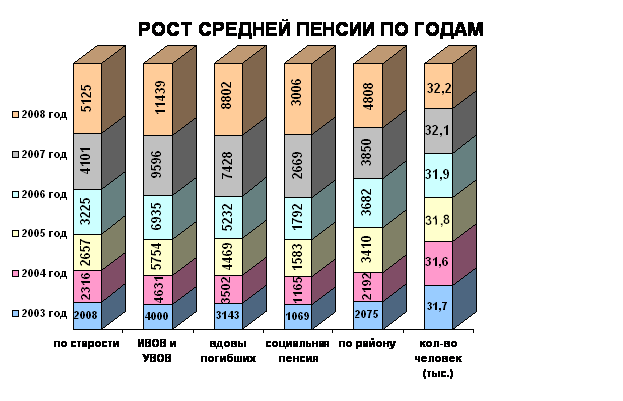 РОСТ СРЕДНЕЙ ПЕНСИИ ПО ГОДАМ
2008 год
5125
11439
8802
3006
4808
32,2
2007 год
4101
9596
7428
2669
3850
32,1
2006 год
3225
6935
5232
1792
3682
31,9
2005 год
2657
5754
4469
1583
3410
31,8
2004 год
2316
4631
3502
1165
2192
31,6
2003 год
2008
4000
3143
1069
2075
31,7
по старости
ИВОВ и
УВОВ
вдовы
погибших
социальная
пенсия
по району
кол-во
человек
(тыс.)